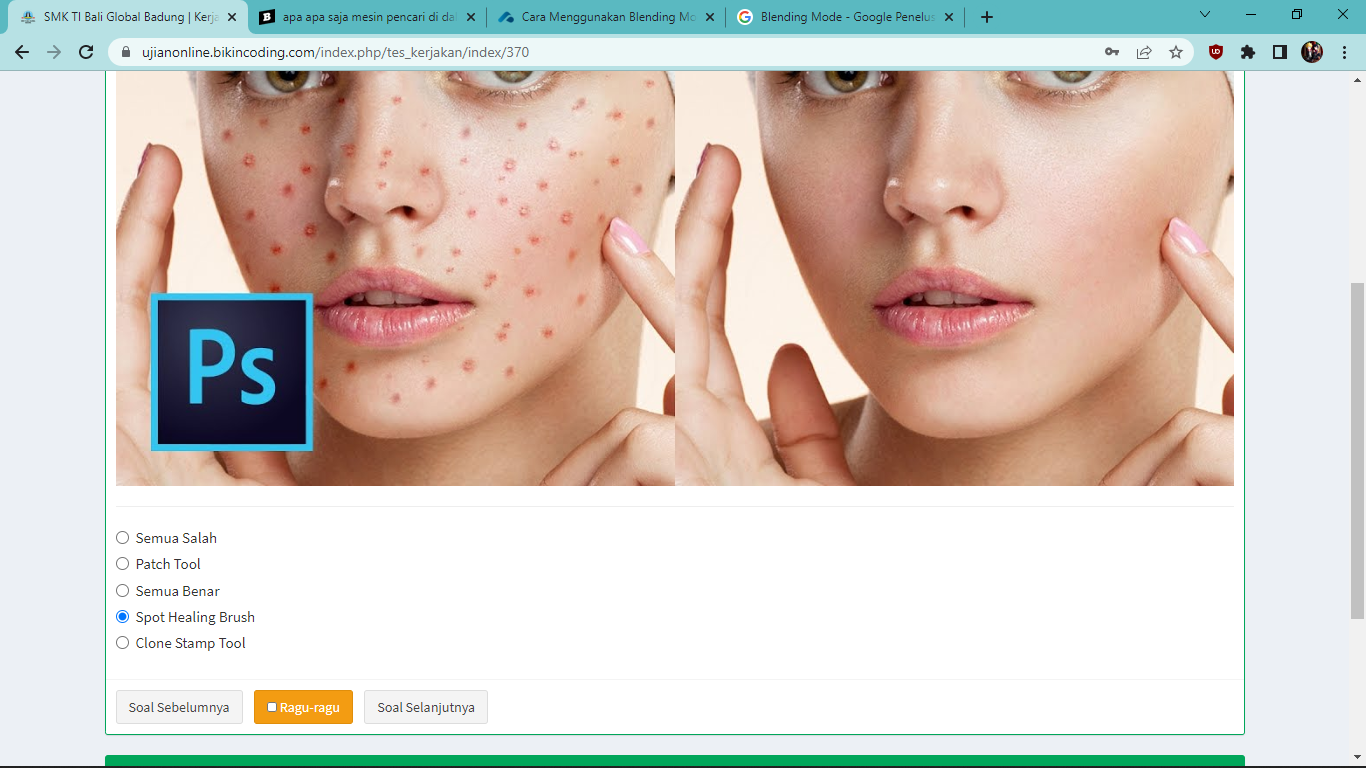 SMK TI Bali Global Badung | Kerja
apa apa saja mesin pencari di dal
Cara Menggunakan Blending Mo
Blending Mode - Google Penelus
ujianonline.bikincoding.com/index.php/tes_kerjakan/index/370
Ps
Semua Salah
Patch Tool
Semua Benar
Spot Healing Brush
Clone Stamp Tool
Soal Sebelumnya
Ragu-ragu
Soal Selanjutnya